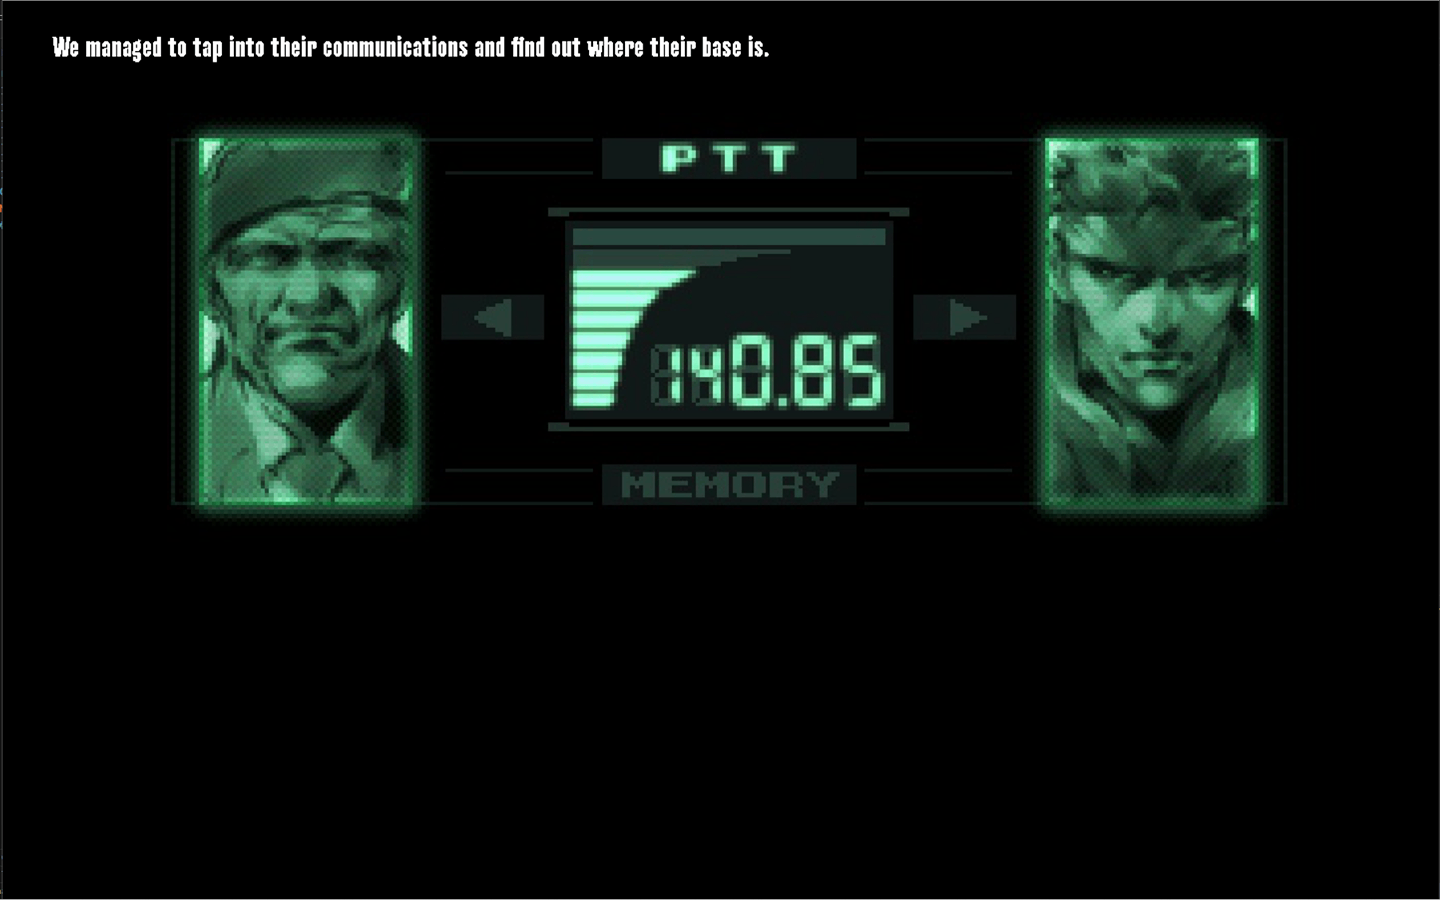 We managed to tap into their communications and find out where their base is.
PTT
140.85
MEMORY